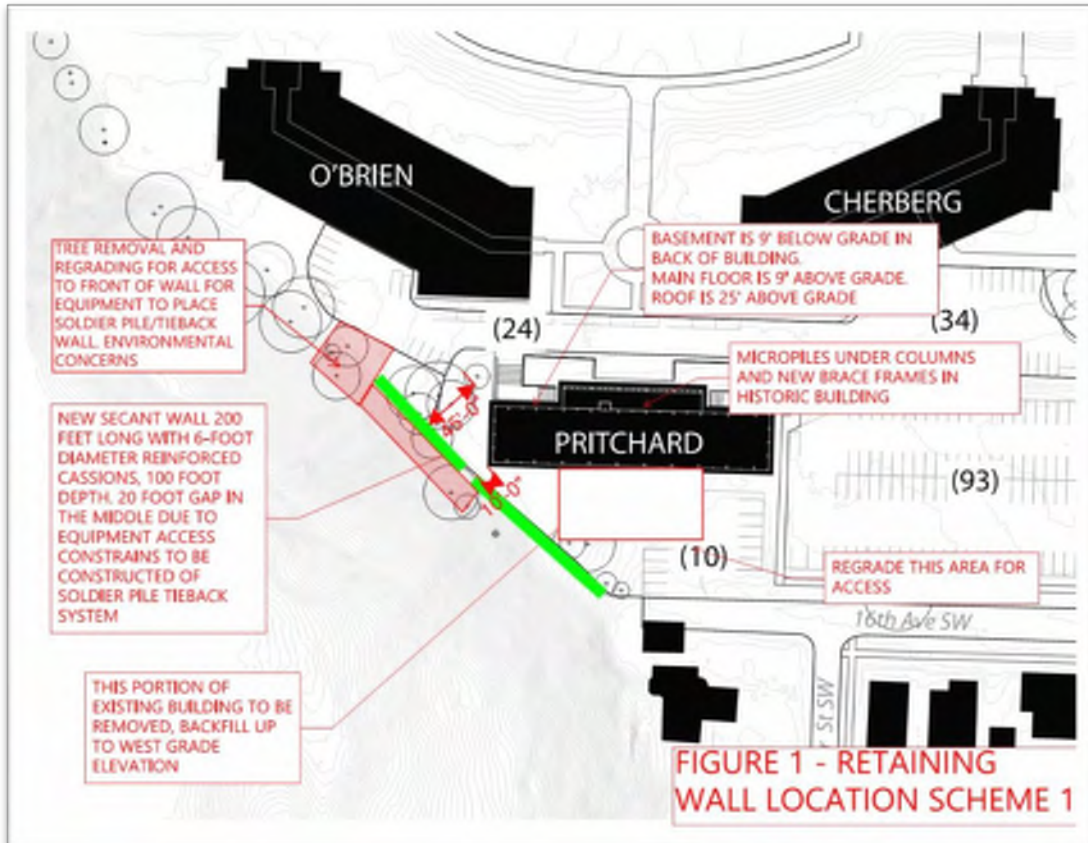 O'BRIEN
CHERBERG
TREE REMOVAL AND
REGRADING FOR ACCESS
TO FRONT OF WALL FOR
EQUIPMENT TO PLACE
SOLDIER PILE/TIEBACK
WALL. ENVIRONMENTAL
CONCERNS
BASEMENT IS 9' BELOW GRADE IN
BACK OF BUILDING.
MAIN FLOOR IS 9" ABOVE GRADE.
ROOF IS 25' ABOVE GRADE
(24)
(34)
MICROPILES UNDER COLUMNS
AND NEW BRACE FRAMES IN
HISTORIC BUILDING
NEW SECANT WALL 200
FEET LONG WITH 6-FOOT
DIAMETER REINFORCED
CASSIONS, 100 FOOT
DEPTH. 20 FOOT GAP IN
THE MIDDLE DUE TO
EQUIPMENT ACCESS
CONSTRAINS TO BE
CONSTRUCTED OF
SOLDIER PILE TIEBACK
SYSTEM
PRITCHARD
(93)
(10)
REGRADE THIS AREA FOR
ACCESS
16th Ave SW
St SW
THIS PORTION OF
EXISTING BUILDING TO BE
REMOVED, BACKFILL UP
TO WEST GRADE
ELEVATION
FIGURE 1 - RETAINING
WALL LOCATION SCHEME 1